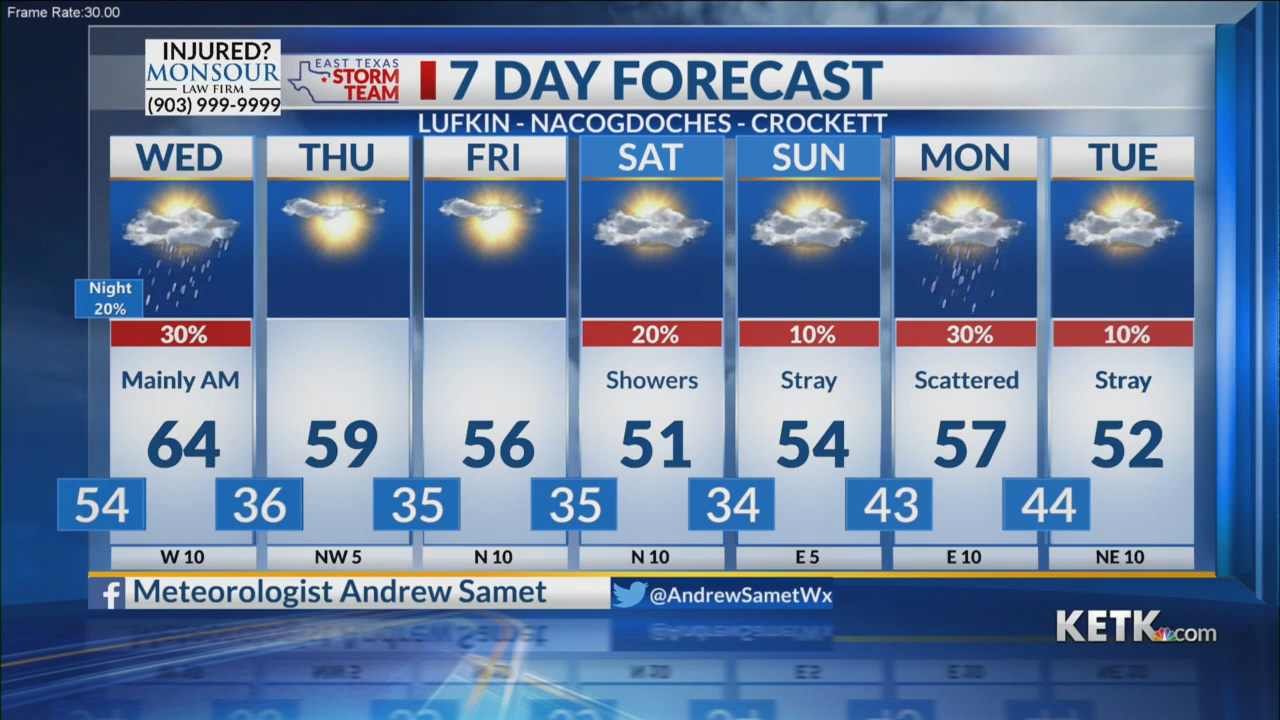 Frame Rate:30.00
INJURED?
MONSOUR
LAW FIRM
(903) 999-9999
EAST TEXAS
STORM
TEAM
7 DAY FORECAST
LUFKIN - NACOGDOCHES - CROCKETT
WED THU FRI SAT SUN MON TUE
Night
20%
30% 20% 10% 30% 10%
Mainly AM Showers Stray Scattered Stray
64 59 56 51 54 57 52
54 36 35 35 34 43 44
W 10 NW 5 N 10 N 10 E 5 E 10 NE 10
f Meteorologist Andrew Samet @AndrewSametWx
KETK.com